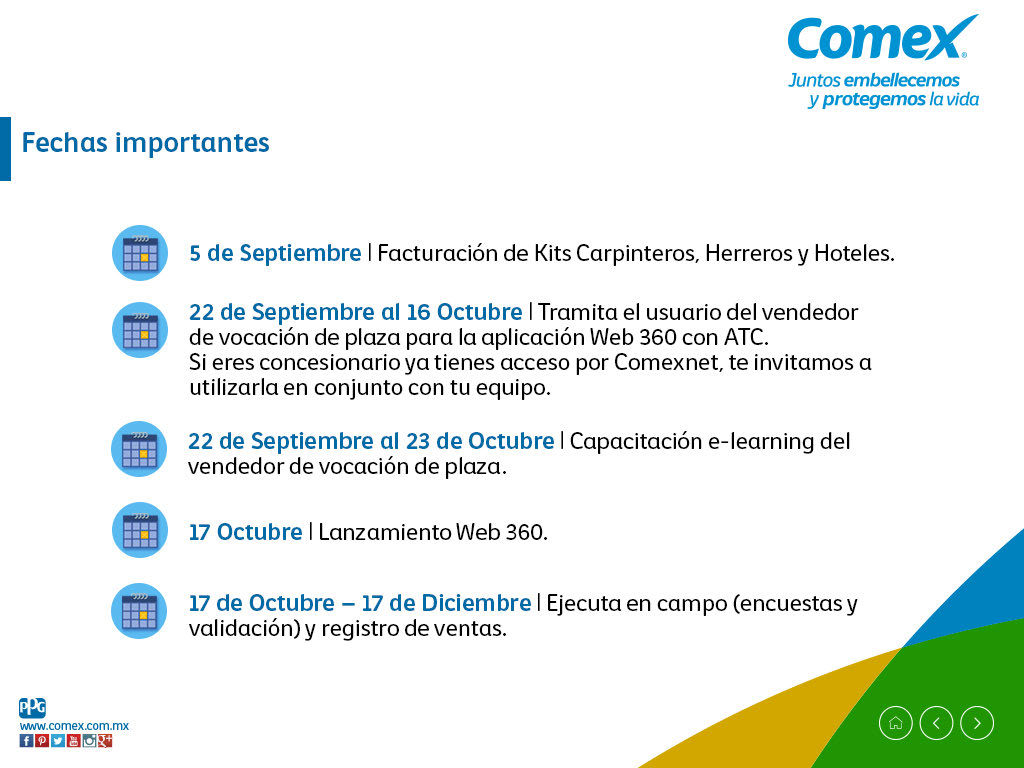 Comex®
Juntos embellecemos
y protegemos la vida
Fechas importantes
5 de Septiembre | Facturación de Kits Carpinteros, Herreros y Hoteles.
22 de Septiembre al 16 Octubre | Tramita el usuario del vendedor
de vocación de plaza para la aplicación Web 360 con ATC.
Si eres concesionario ya tienes acceso por Comexnet, te invitamos a
utilizarla en conjunto con tu equipo.
22 de Septiembre al 23 de Octubre | Capacitación e-learning del
vendedor de vocación de plaza.
17 Octubre | Lanzamiento Web 360.
17 de Octubre – 17 de Diciembre | Ejecuta en campo (encuestas y
validación) y registro de ventas.
PPG
www.comex.com.mx